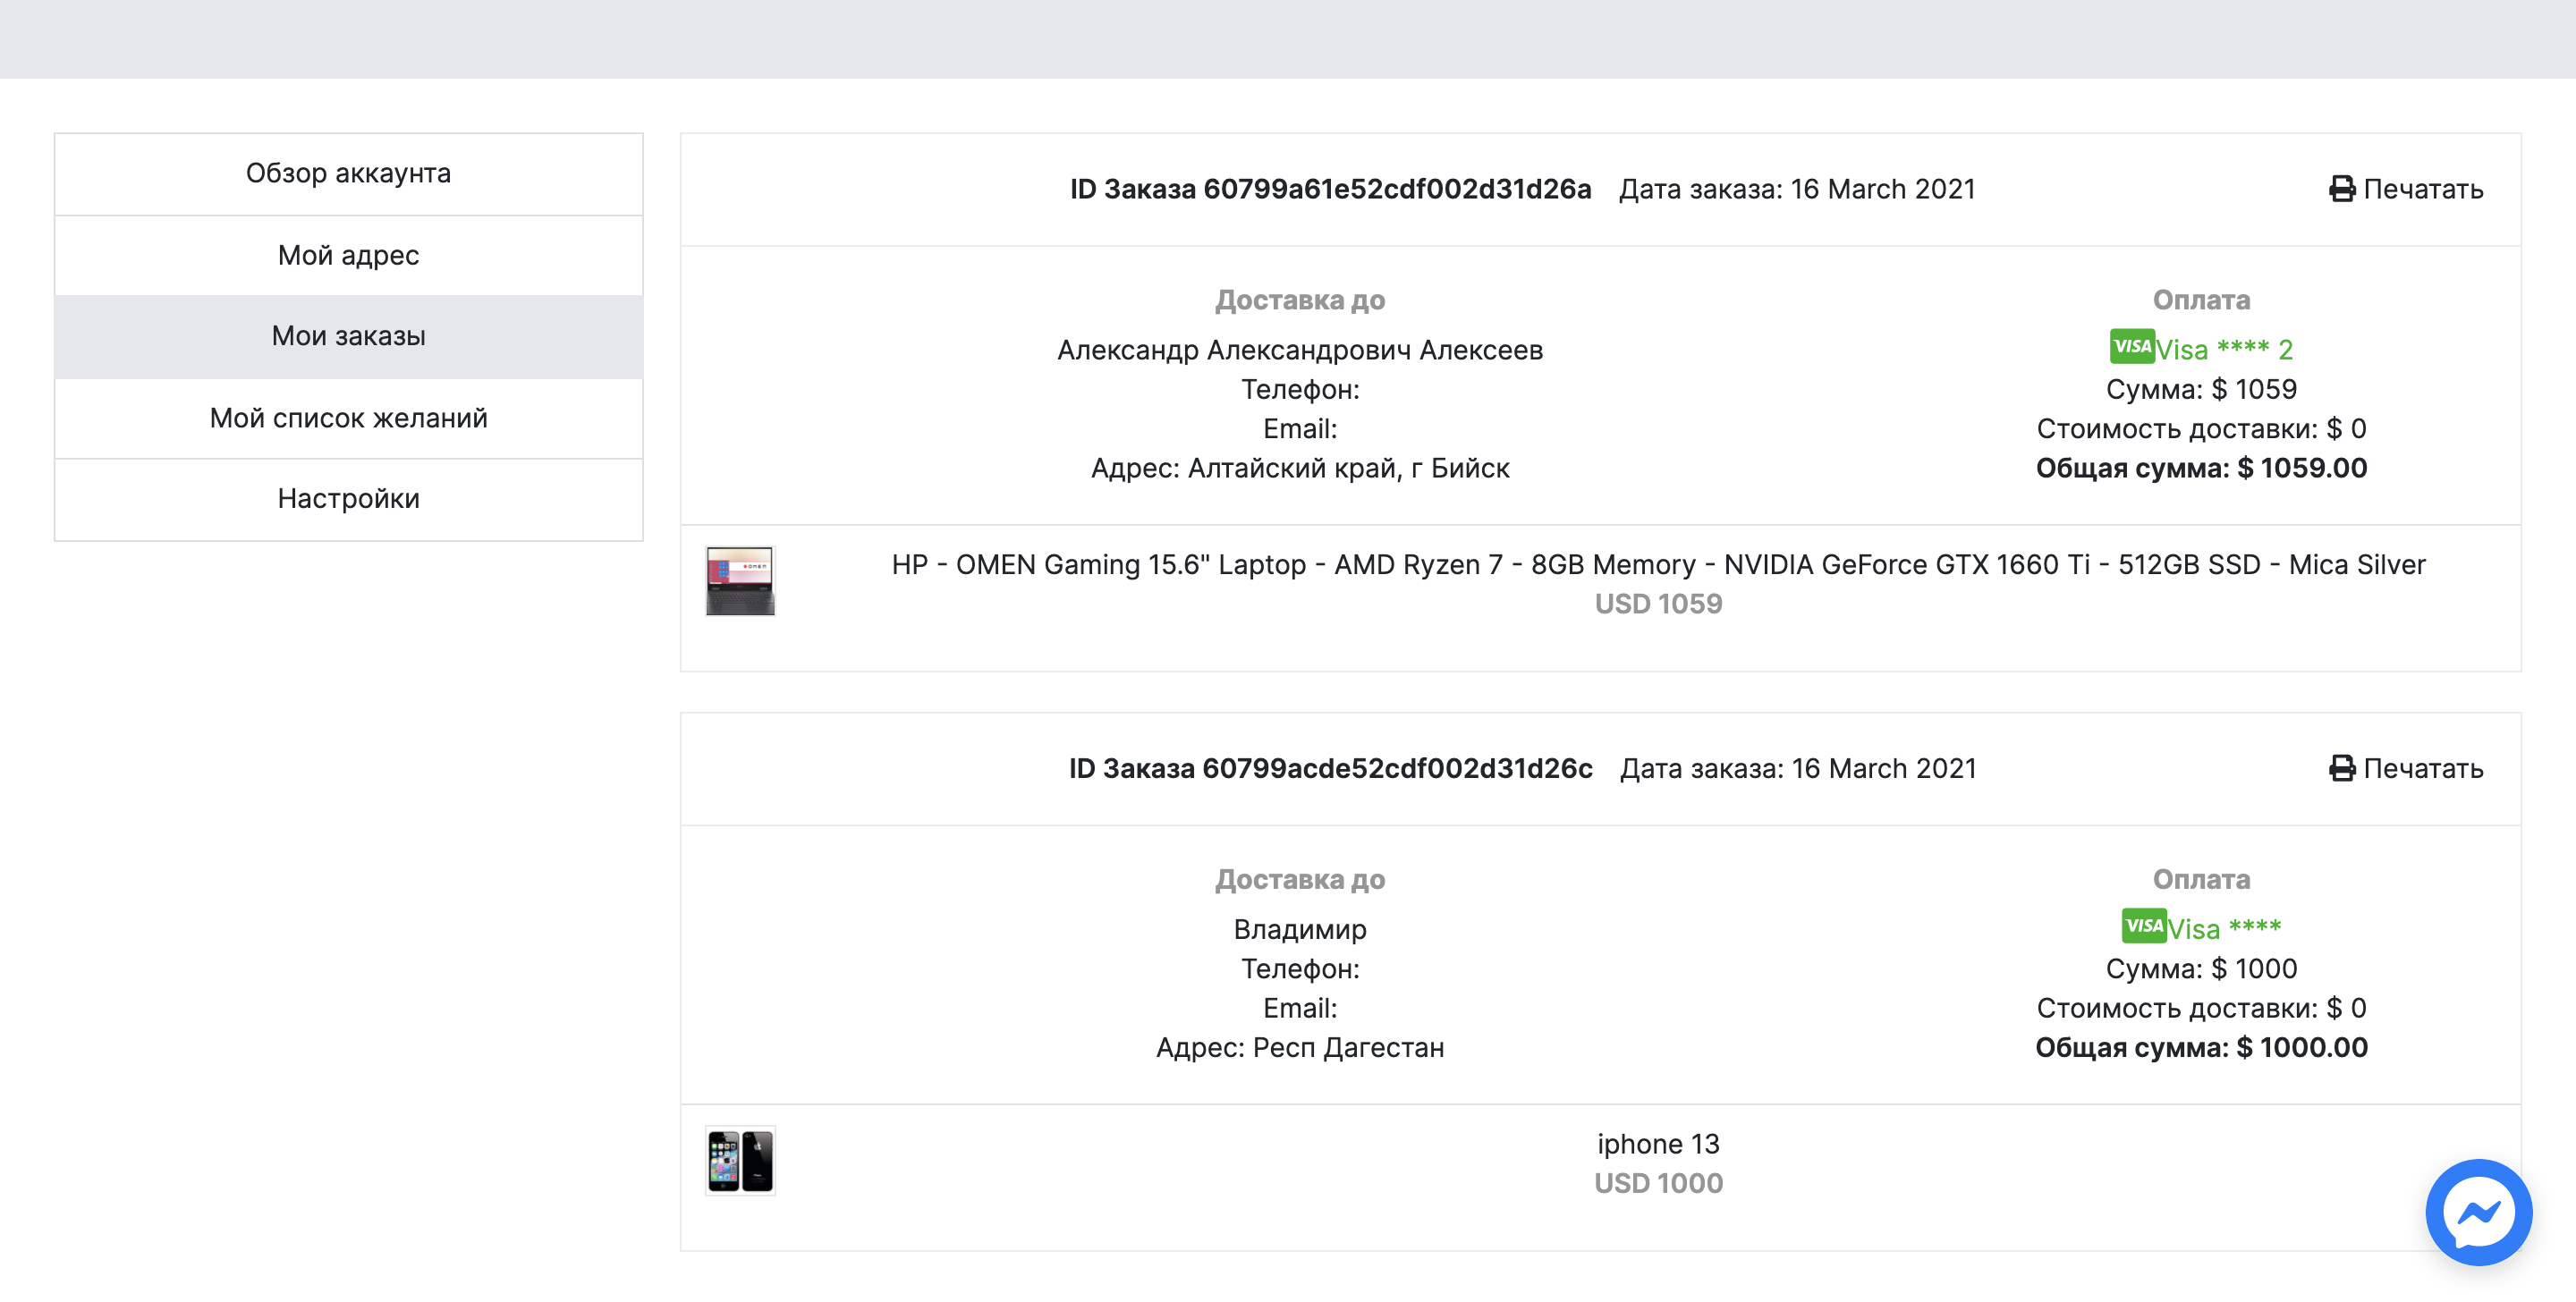 Обзор аккаунта
Мой адрес
Мои заказы
Мой список желаний
Настройки
ID Заказа 60799a61e52cdf002d31d26a Дата заказа: 16 March 2021 Печатать
Доставка до
Александр Александрович Алексеев
Телефон:
Email:
Адрес: Алтайский край, г Бийск
Оплата
VISA Visa **** 2
Сумма: $ 1059
Стоимость доставки: $ 0
Общая сумма: $ 1059.00
HP - OMEN Gaming 15.6" Laptop - AMD Ryzen 7 - 8GB Memory - NVIDIA GeForce GTX 1660 Ti - 512GB SSD - Mica Silver
USD 1059
ID Заказа 60799acde52cdf002d31d26c Дата заказа: 16 March 2021 Печатать
Доставка до
Владимир
Телефон:
Email:
Адрес: Респ Дагестан
Оплата
VISA Visa ****
Сумма: $ 1000
Стоимость доставки: $ 0
Общая сумма: $ 1000.00
iphone 13
USD 1000